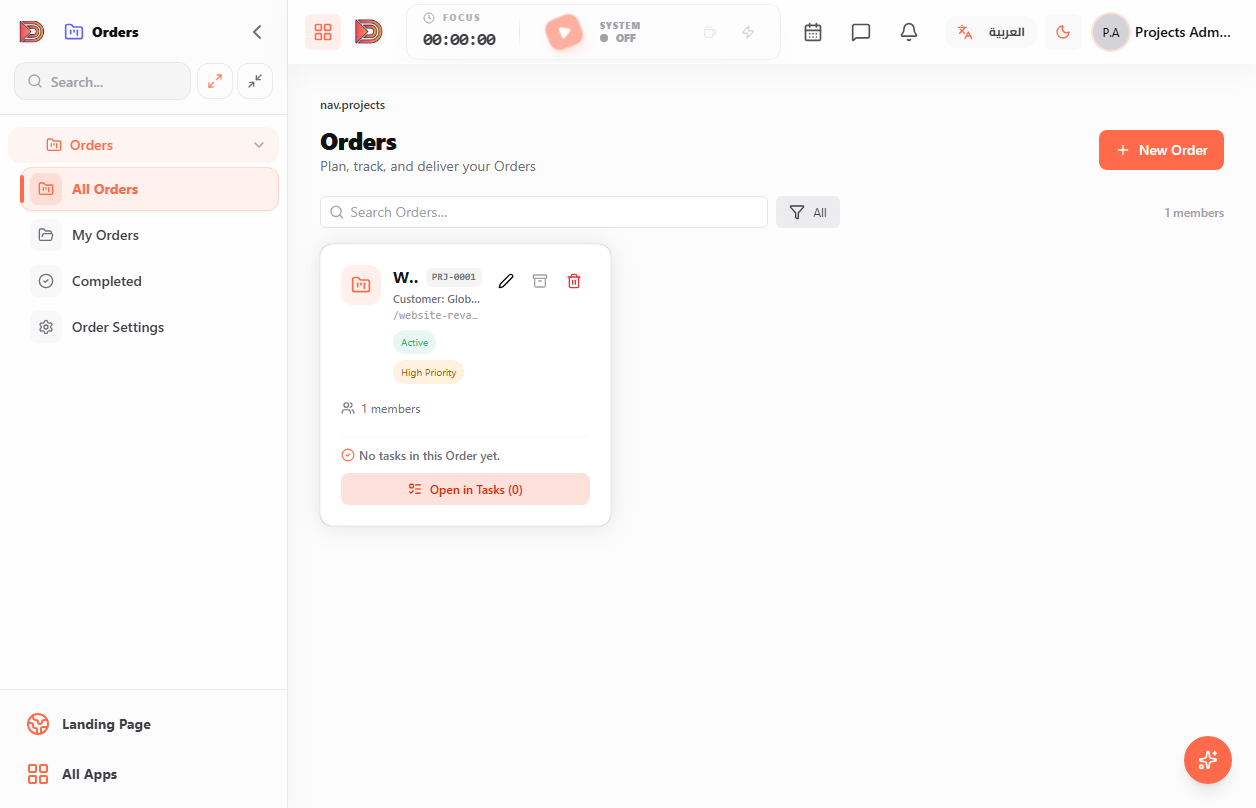 Orders
Search...
Orders
All Orders
My Orders
Completed
Order Settings
Landing Page
All Apps
FOCUS
00:00:00
SYSTEM
OFF
العربية
P.A
Projects Adm...
nav.projects
Orders
Plan, track, and deliver your Orders
New Order
Search Orders...
All
1 members
W..
PRJ-0001
Customer: Glob...
/website-reva…
Active
High Priority
1 members
No tasks in this Order yet.
Open in Tasks (0)